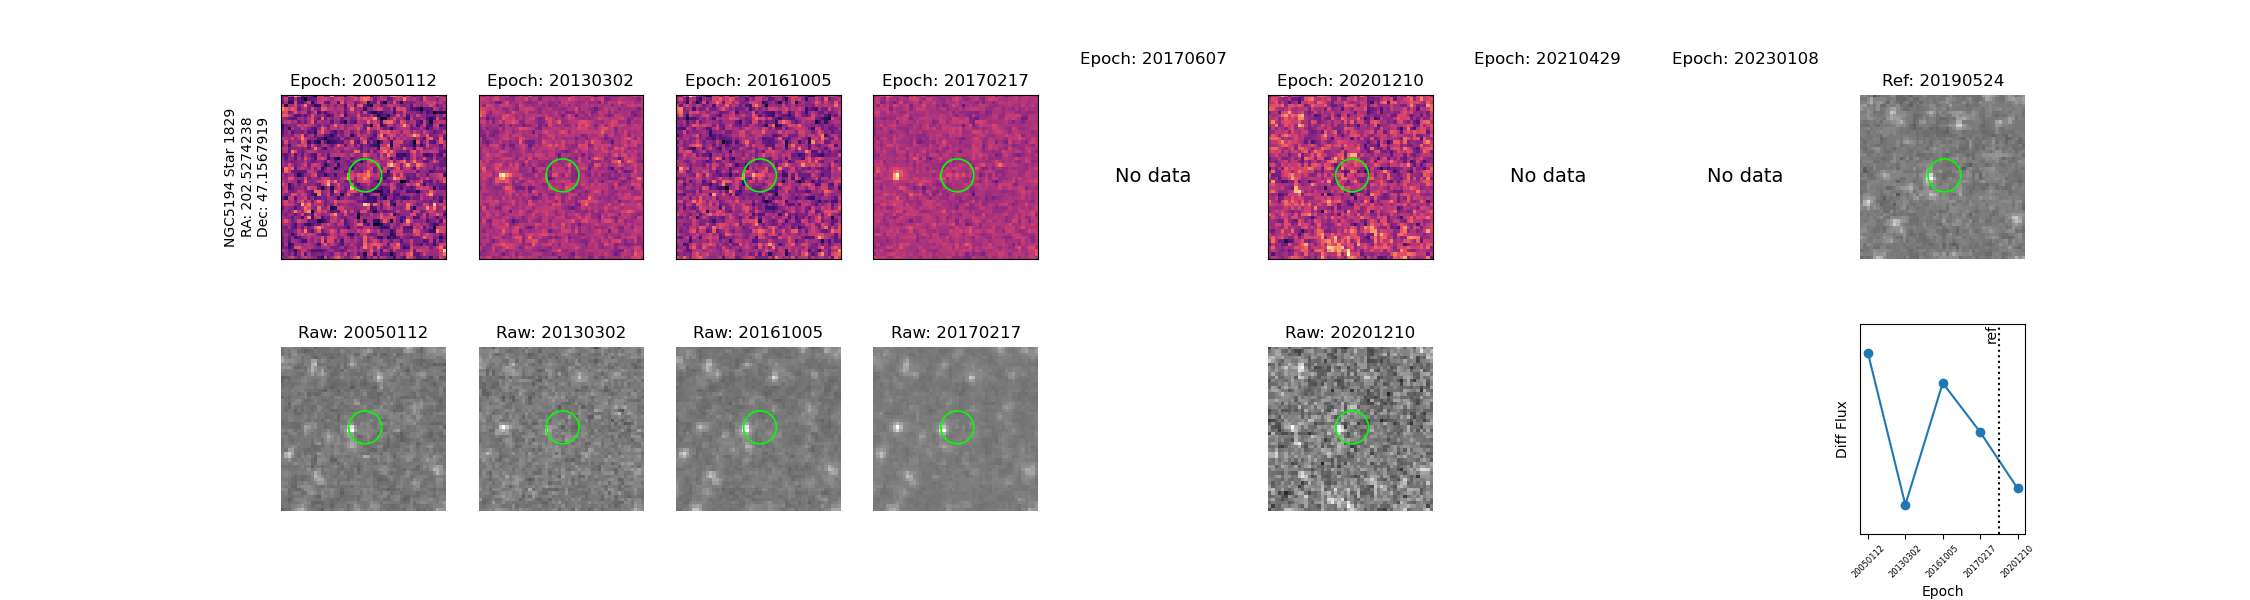 Epoch: 20050112
Epoch: 20130302
Epoch: 20161005
Epoch: 20170217
Epoch: 20170607
Epoch: 20201210
Epoch: 20210429
Epoch: 20230108
Ref: 20190524
NGC5194 Star 1829
RA: 202.5274238
Dec: 47.1567919
No data
No data
No data
Raw: 20050112
Raw: 20130302
Raw: 20161005
Raw: 20170217
Raw: 20201210
ref
Diff Flux
20050112
20130302
20161005
20170217
20201210
Epoch